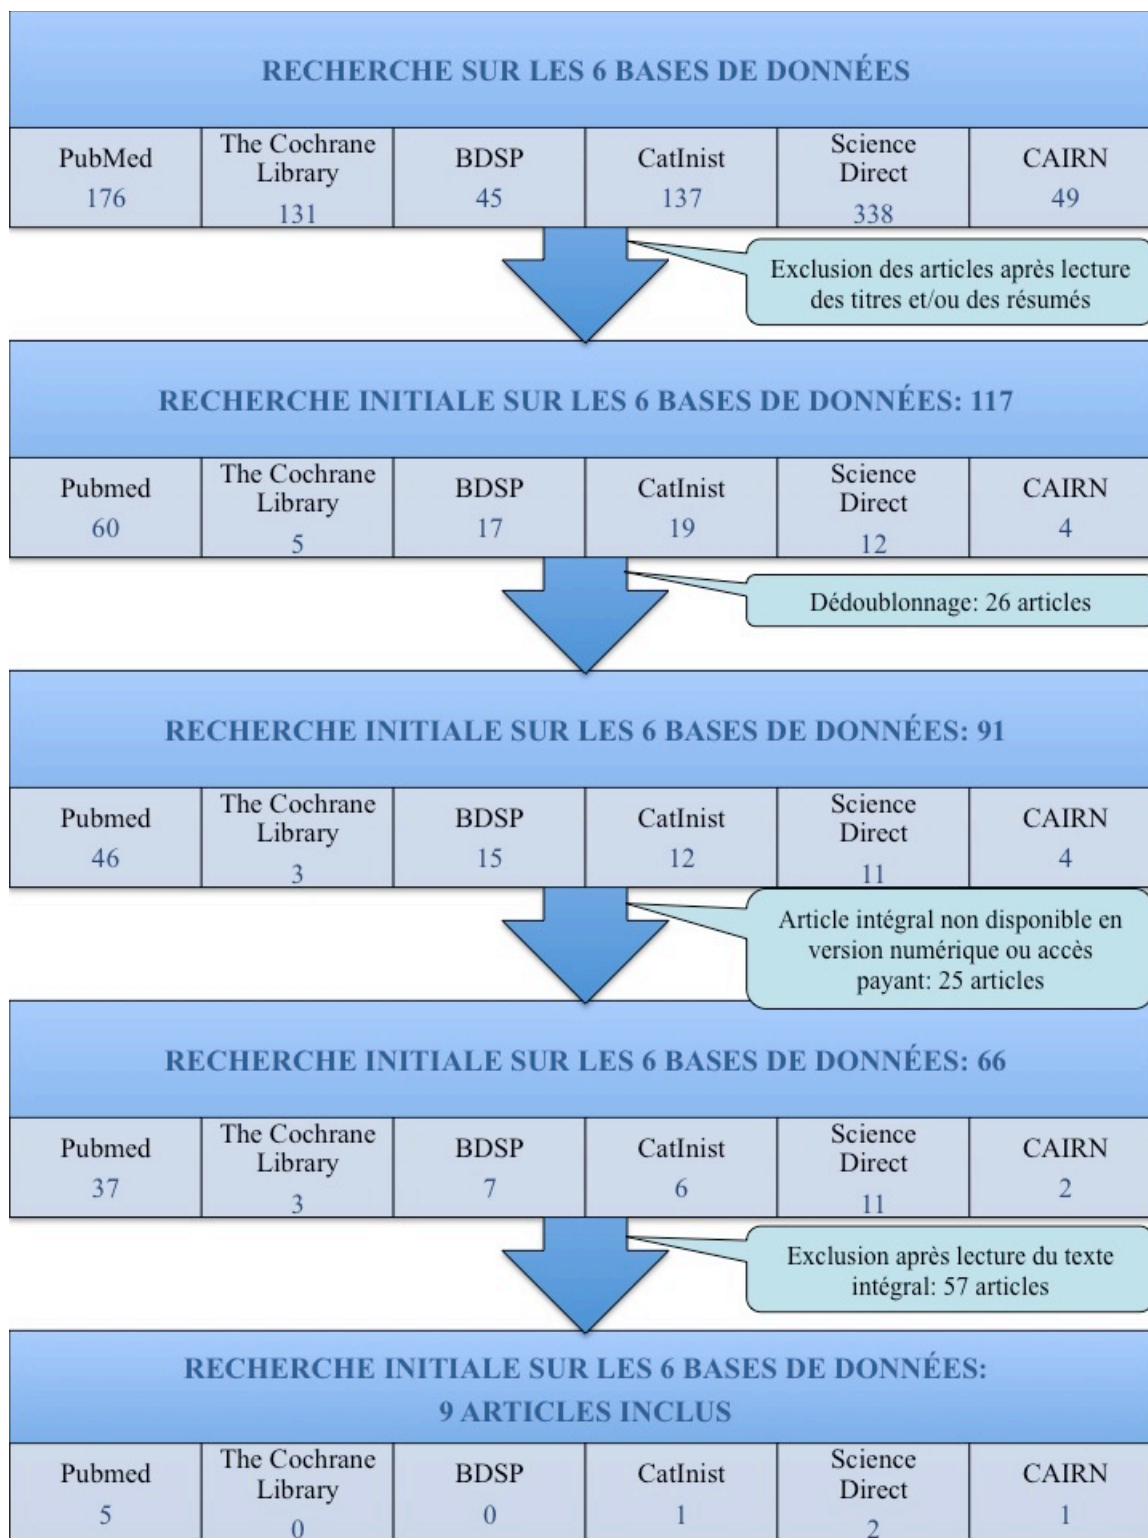 RECHERCHE SUR LES 6 BASES DE DONNÉES
PubMed
176
The Cochrane
Library
131
BDSP
45
CatInist
137
Science
Direct
338
CAIRN
49
Exclusion des articles après lecture
des titres et/ou des résumés
RECHERCHE INITIALE SUR LES 6 BASES DE DONNÉES: 117
Pubmed
60
The Cochrane
Library
5
BDSP
17
CatInist
19
Science
Direct
12
CAIRN
4
Dédoublonnage: 26 articles
RECHERCHE INITIALE SUR LES 6 BASES DE DONNÉES: 91
Pubmed
46
The Cochrane
Library
3
BDSP
15
CatInist
12
Science
Direct
11
CAIRN
4
Article intégral non disponible en
version numérique ou accès
payant: 25 articles
RECHERCHE INITIALE SUR LES 6 BASES DE DONNÉES: 66
Pubmed
37
The Cochrane
Library
3
BDSP
7
CatInist
6
Science
Direct
11
CAIRN
2
Exclusion après lecture du texte
intégral: 57 articles
RECHERCHE INITIALE SUR LES 6 BASES DE DONNÉES:
9 ARTICLES INCLUS
Pubmed
5
The Cochrane
Library
0
BDSP
0
CatInist
1
Science
Direct
2
CAIRN
1